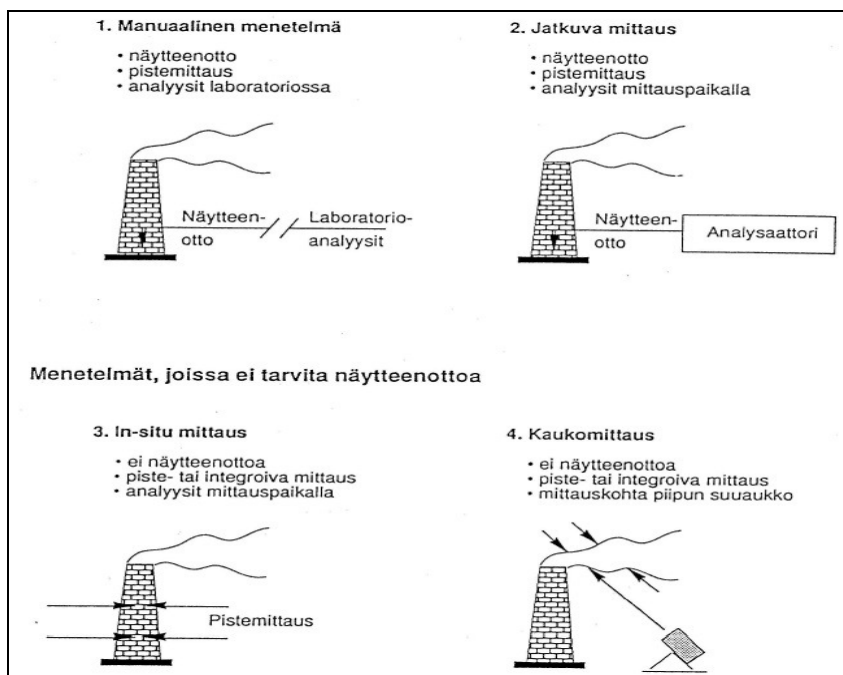 1. Manuaalinen menetelmä
• näytteenotto
• pistemittaus
• analyysit laboratoriossa
Näytteen-
otto
Laboratorio-
analyysit
2. Jatkuva mittaus
• näytteenotto
• pistemittaus
• analyysit mittauspaikalla
Näytteen-
otto
Analysaattori
Menetelmät, joissa ei tarvita näytteenottoa
3. In-situ mittaus
• ei näytteenottoa
• piste- tai integroiva mittaus
• analyysit mittauspaikalla
Pistemittaus
4. Kaukomittaus
• ei näytteenottoa
• piste- tai integroiva mittaus
• mittauskohta piipun suuaukko